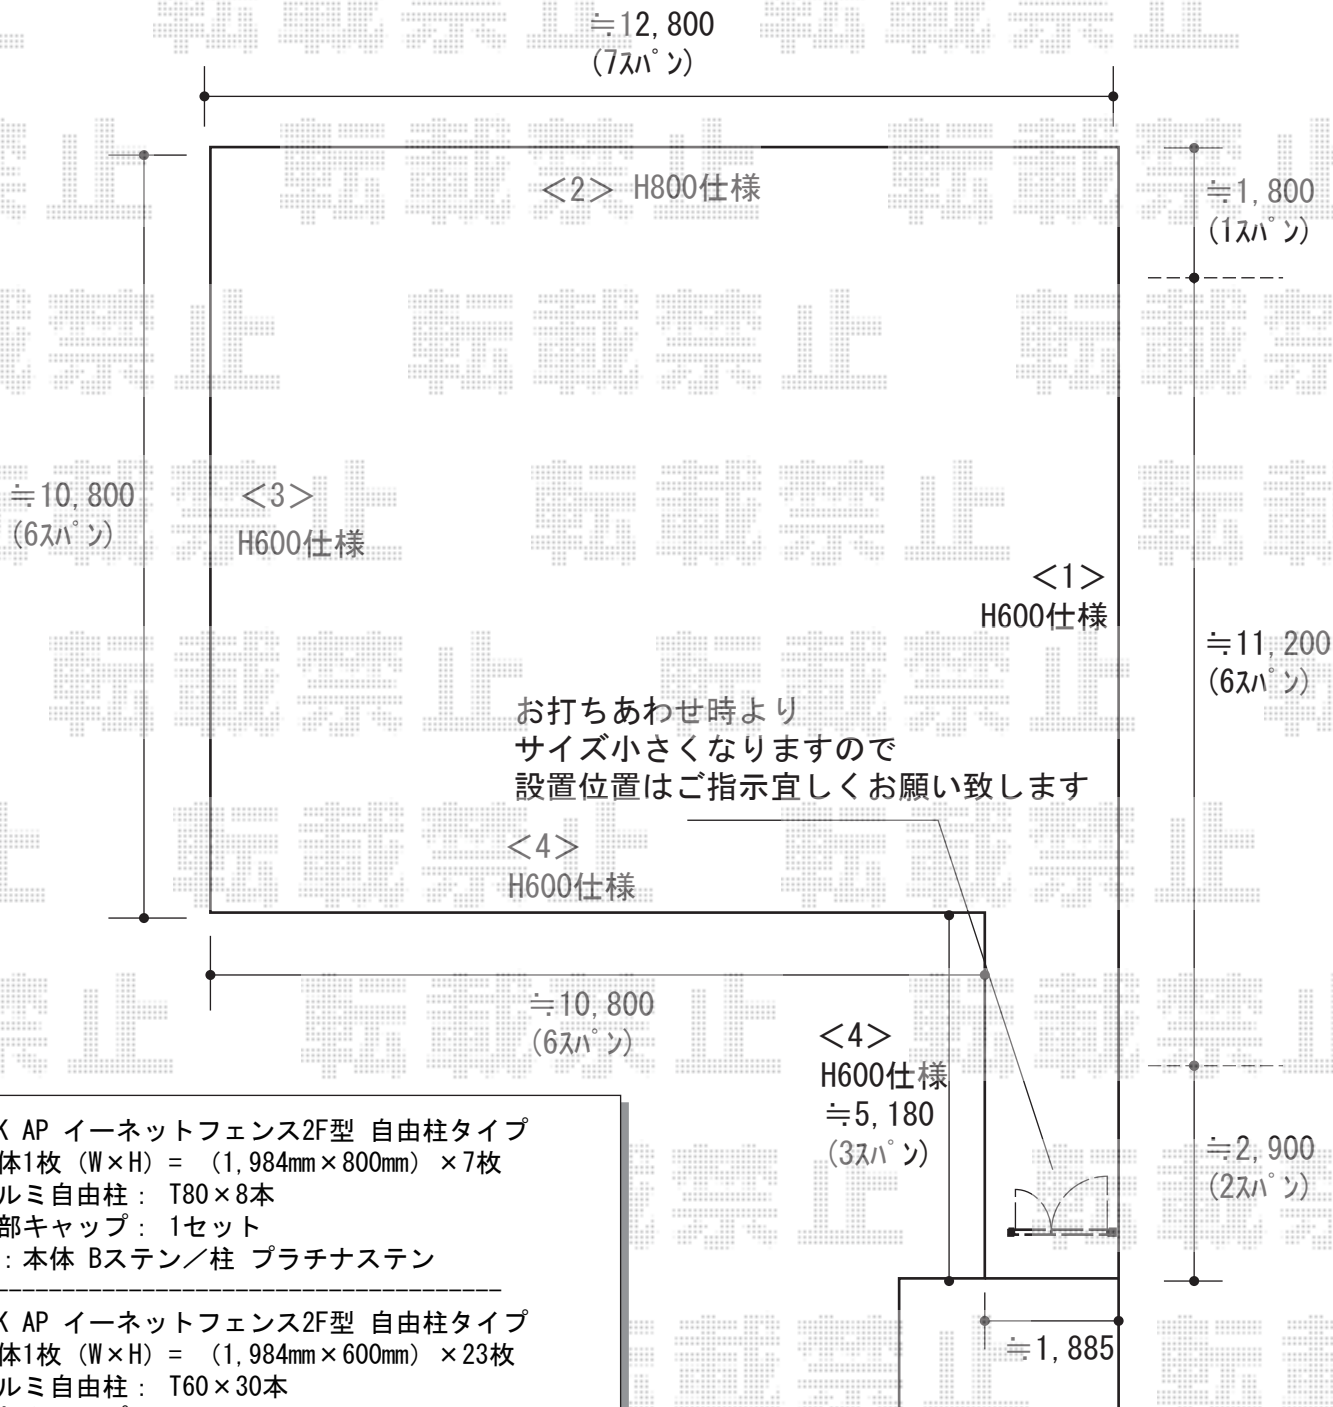 ≒12,800
(7スパン)
<2> H800仕様
≒1,800
(1スパン)
≒10,800
(6スパン)
<3>
H600仕様
<1>
H600仕様
≒11,200
(6スパン)
お打ちあわせ時より
サイズ小さくなりますので
設置位置はご指示宜しくお願い致します
<4>
H600仕様
≒10,800
(6スパン)
<4>
H600仕様
≒5,180
(3スパン)
≒2,900
(2スパン)
≒1,885
K AP イーネットフェンス2F型 自由柱タイプ
体1枚 (W×H) = (1,984mm×800mm) ×7枚
ルミ自由柱: T80×8本
部キャップ: 1セット
:本体 Bステン/柱 プラチナステン
K AP イーネットフェンス2F型 自由柱タイプ
体1枚 (W×H) = (1,984mm×600mm) ×23枚
ルミ自由柱: T60×30本
転載禁止